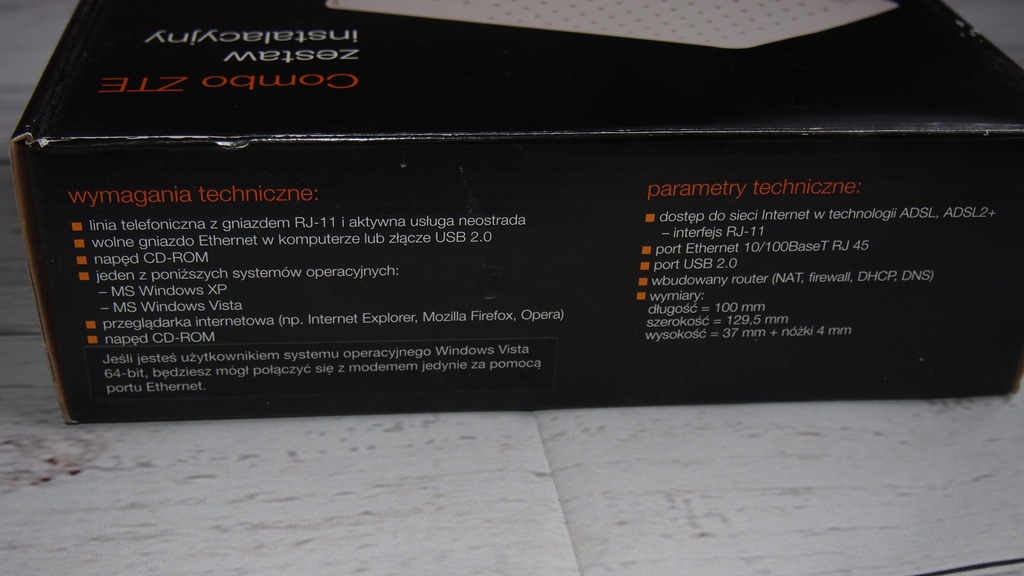 Combo ZTE
zestaw
instalacyjny
wymagania techniczne:
linia telefoniczna z gniazdem RJ-11 i aktywna usługa neostrada
wolne gniazdo Ethernet w komputerze lub złącze USB 2.0
napęd CD-ROM
jeden z poniższych systemów operacyjnych:
– MS Windows XP
– MS Windows Vista
przeglądarka internetowa (np. Internet Explorer, Mozilla Firefox, Opera)
napęd CD-ROM
Jeśli jesteś użytkownikiem systemu operacyjnego Windows Vista
64-bit, będziesz mógł połączyć się z modemem jedynie za pomocą
portu Ethernet.
parametry techniczne:
dostęp do sieci Internet w technologii ADSL, ADSL2+
– interfejs RJ-11
port Ethernet 10/100BaseT RJ 45
port USB 2.0
wbudowany router (NAT, firewall, DHCP, DNS)
wymiary:
długość = 100 mm
szerokość = 129,5 mm
wysokość = 37 mm + nóżki 4 mm